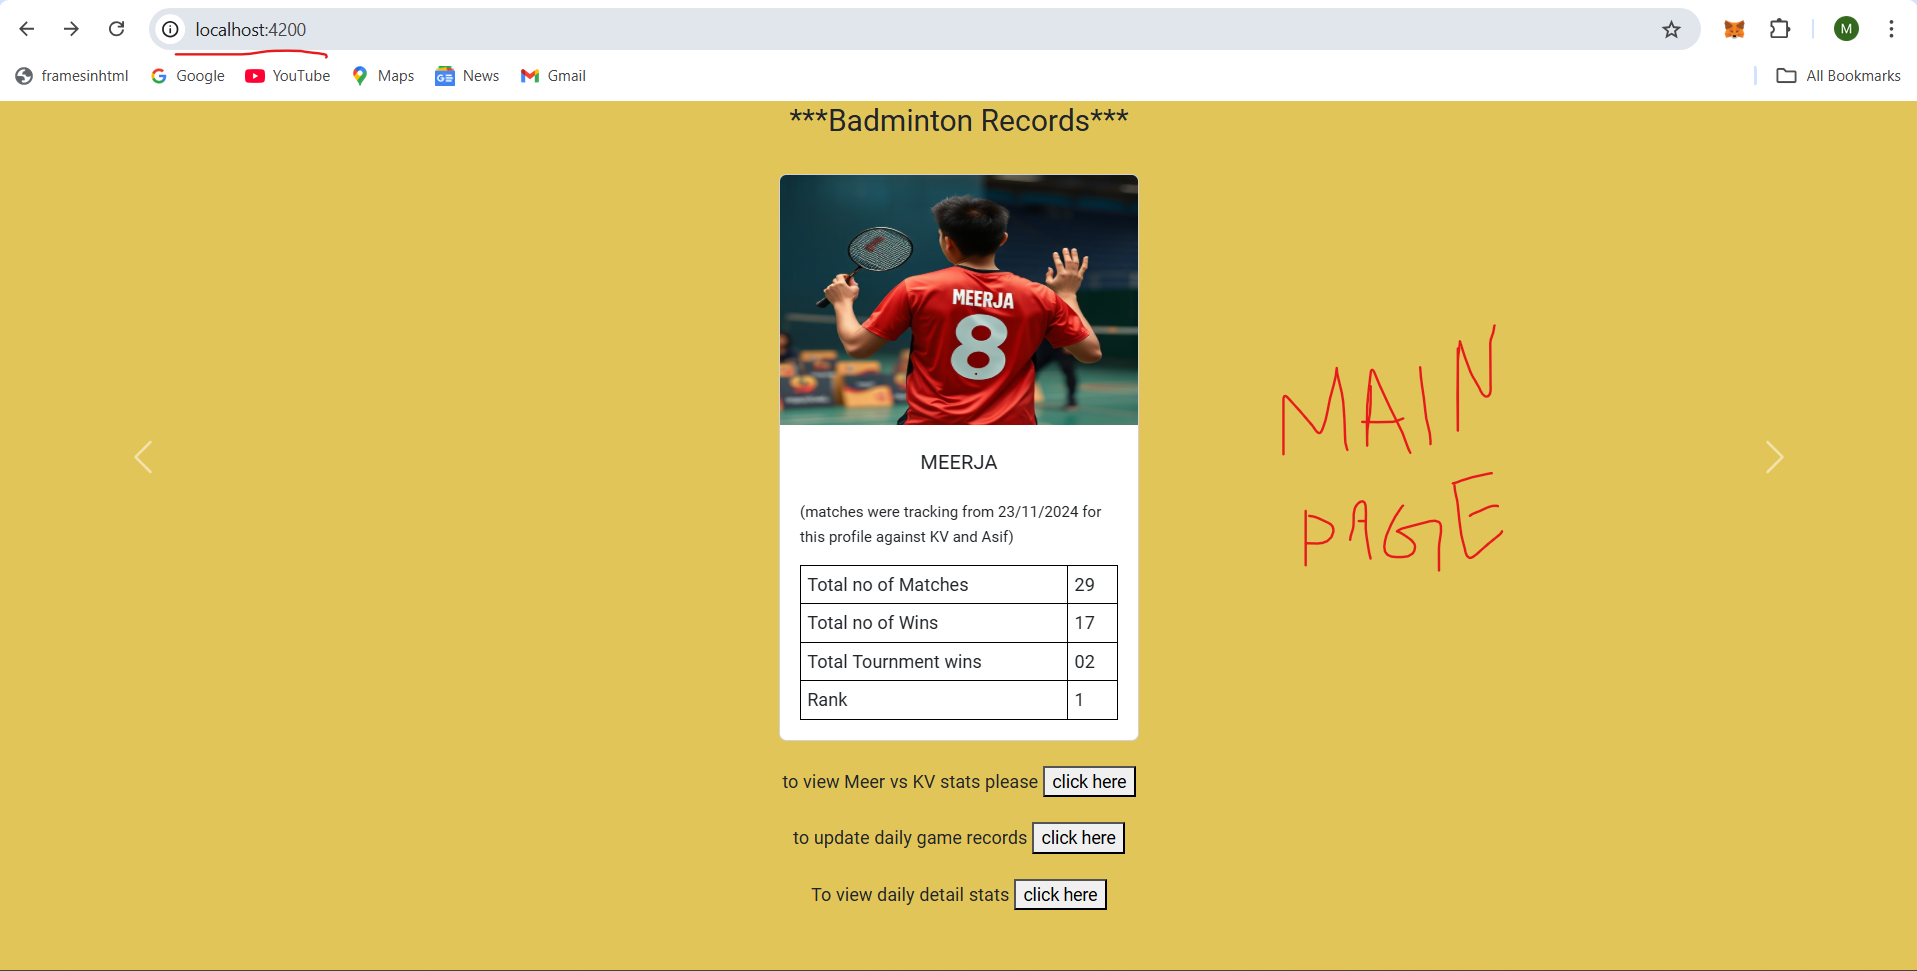 localhost:4200
M
framesinhtml Google YouTube Maps News Gmail All Bookmarks
***Badminton Records***
MEERJA
8
MEERJA
(matches were tracking from 23/11/2024 for
this profile against KV and Asif)
Total no of Matches 29
Total no of Wins 17
Total Tournment wins 02
Rank 1
MAIN
PAGE
to view Meer vs KV stats please click here
to update daily game records click here
To view daily detail stats click here